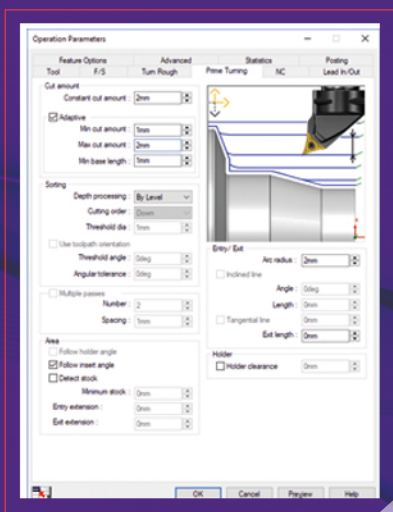 Operation Parameters
Feature Options Advanced Statistics Posting
Tool F/S Turn Rough Prime Turning NC Lead In/Out
Cut amount
Constant cut amount : 2mm
Adaptive
Min cut amount : 1mm
Max cut amount : 2mm
Min base length : 1mm
Sorting
Depth processing : By Level
Cutting order : Down
Threshold dia : 1mm
Use toolpath orientation
Threshold angle : 0deg
Angular tolerance : 0deg
Multiple passes
Number : 2
Spacing : 1mm
Area
Follow holder angle
Follow insert angle
Detect stock
Minimum stock : 0mm
Entry extension : 0mm
Exit extension : 0mm
Entry/ Exit
Arc radius : 2mm
Inclined line
Angle : 0deg
Length : 0mm
Tangential line 0mm
Exit length : 0mm
Holder
Holder clearance 0mm
OK Cancel Preview Help